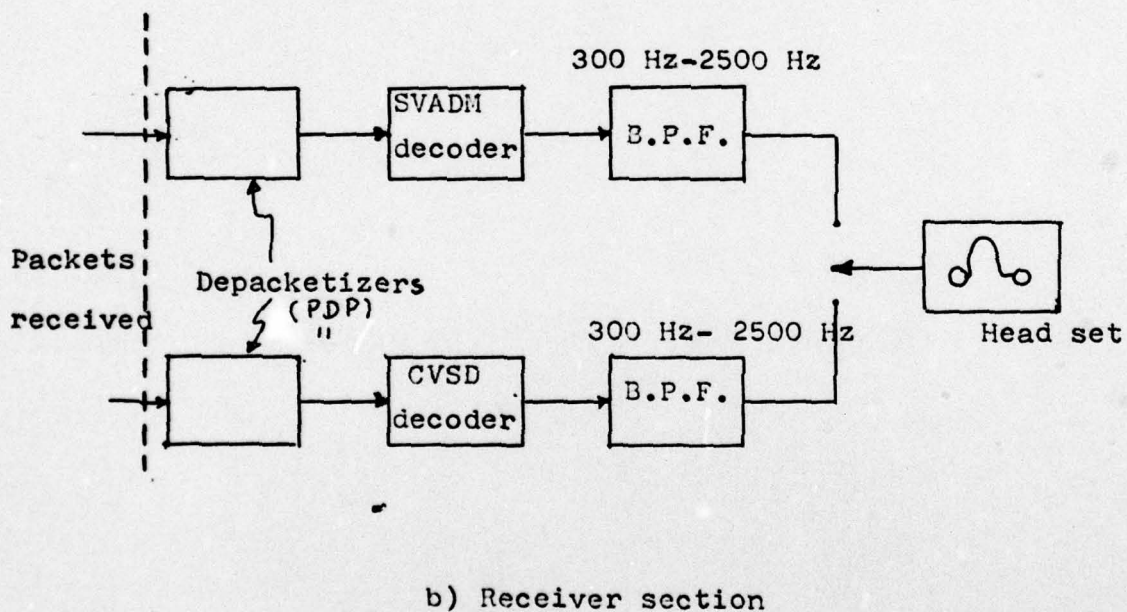 300 Hz-2500 Hz
SVADM
decoder
B.P.F.
Packets
received
Depacketizers
(PDP)
"
300 Hz- 2500 Hz
Head set
CVSD
decoder
B.P.F.
b) Receiver section